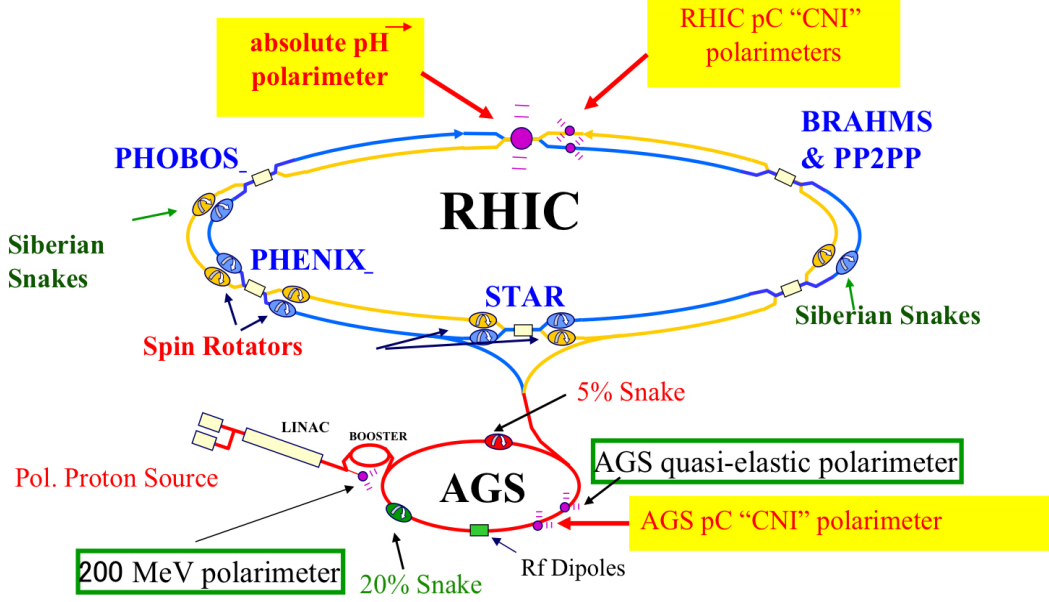 absolute pH
polarimeter
RHIC pC “CNI”
polarimeters
BRAHMS
& PP2PP
PHOBOS_
RHIC
Siberian
Snakes
PHENIX_
STAR
Siberian Snakes
Spin Rotators
5% Snake
LINAC
BOOSTER
Pol. Proton Source
AGS
AGS quasi-elastic polarimeter
AGS pC “CNI” polarimeter
200 MeV polarimeter
20% Snake
Rf Dipoles